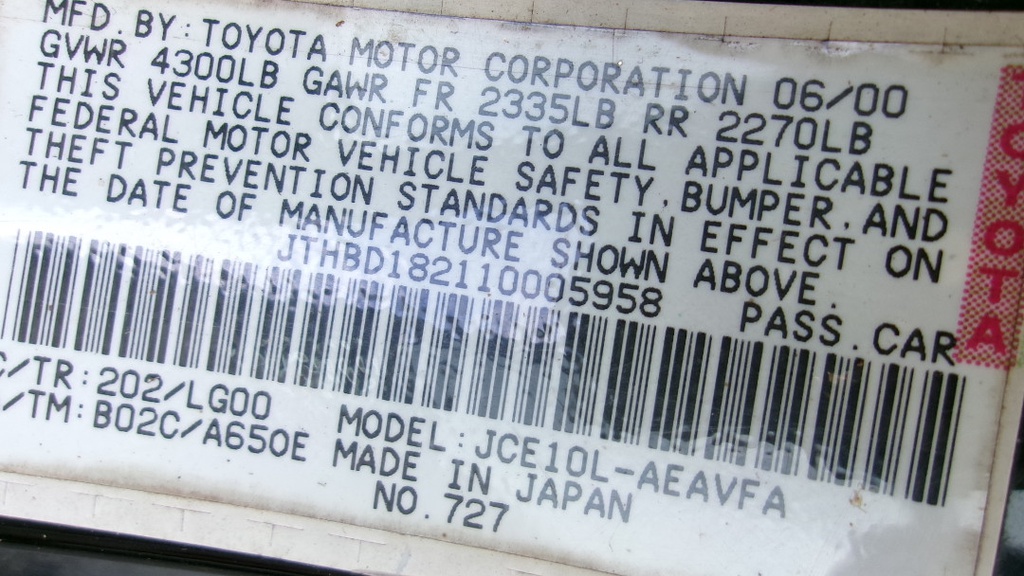 MFD. BY: TOYOTA MOTOR CORPORATION 06/00
GVWR 4300LB GAWR FR 2335LB RR 2270LB
THIS VEHICLE CONFORMS TO ALL APPLICABLE
FEDERAL MOTOR VEHICLE SAFETY, BUMPER, AND
THEFT PREVENTION STANDARDS IN EFFECT ON
THE DATE OF MANUFACTURE SHOWN ABOVE.
JTHBD182110005958 PASS. CAR
TOYOTA
C/TR: 202/LG00 MODEL: JCE10L-AEAVFA
/TM: B02C/A650E MADE IN JAPAN
NO. 727